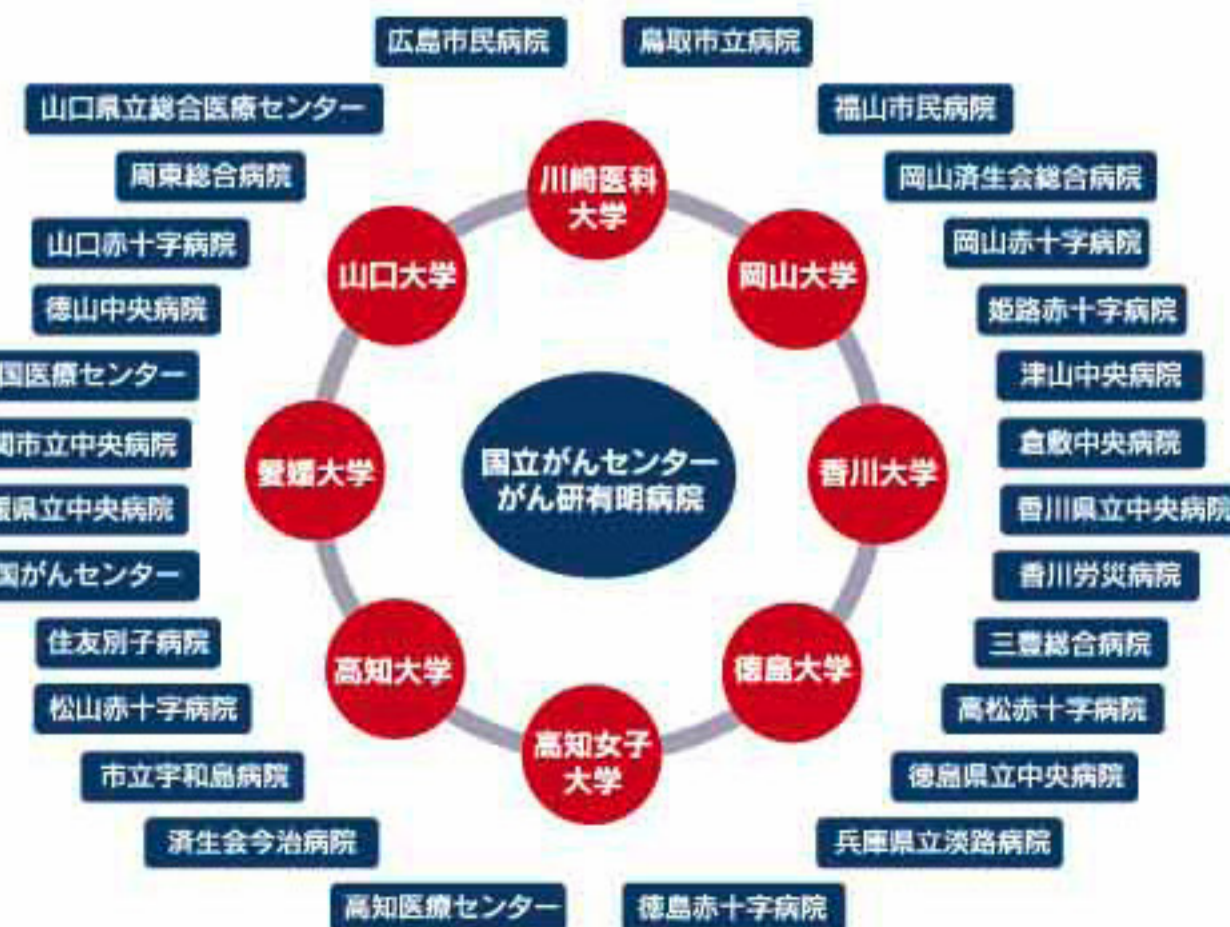 広島市民病院
鳥取市立病院
山口県立総合医療センター
福山市民病院
周東総合病院
岡山済生会総合病院
川崎医科
大学
山口赤十字病院
岡山赤十字病院
山口大学
岡山大学
徳山中央病院
姫路赤十字病院
国医療センター
津山中央病院
関市立中央病院
倉敷中央病院
愛媛大学
国立がんセンター
がん研有明病院
香川大学
媛県立中央病院
香川県立中央病院
国がんセンター
香川労災病院
住友別子病院
三豊総合病院
高知大学
徳島大学
松山赤十字病院
高松赤十字病院
高知女子
大学
市立宇和島病院
徳島県立中央病院
済生会今治病院
兵庫県立淡路病院
高知医療センター
徳島赤十字病院